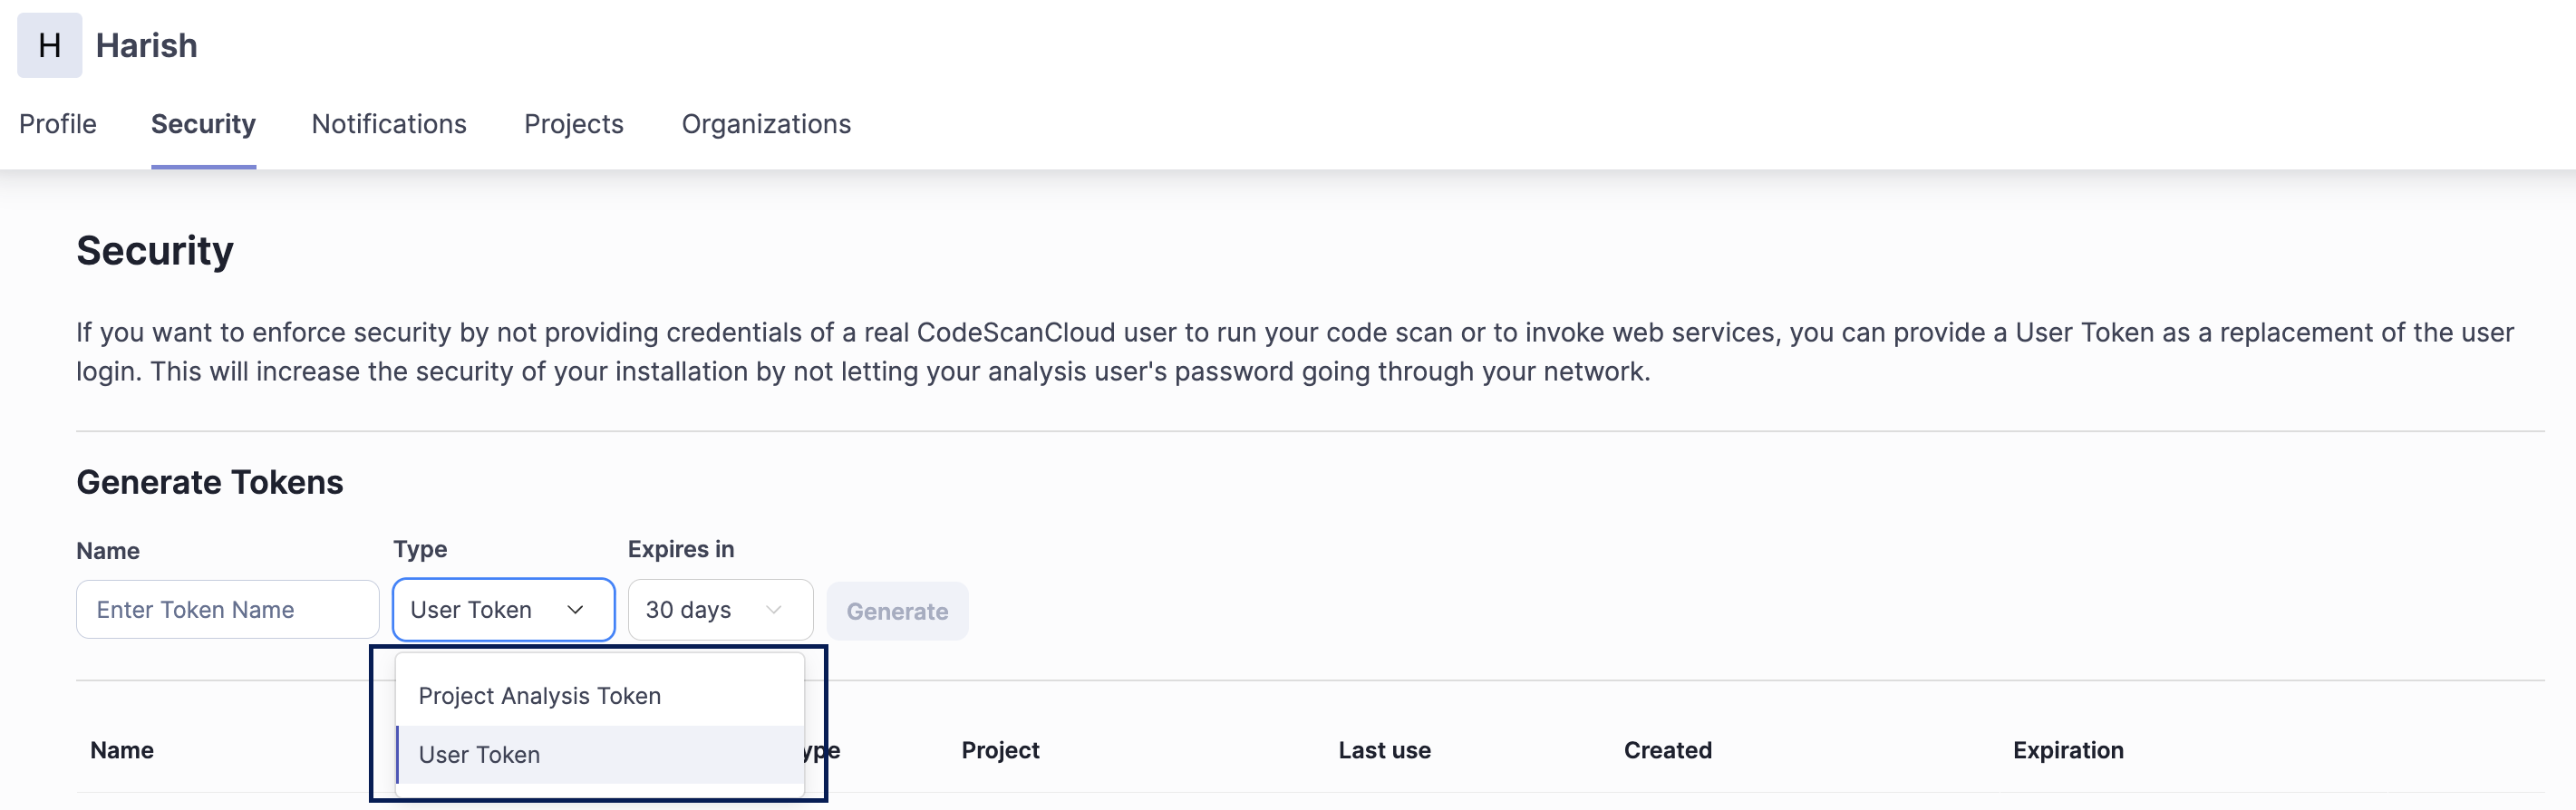 H Harish
Profile Security Notifications Projects Organizations
Security
If you want to enforce security by not providing credentials of a real CodeScanCloud user to run your code scan or to invoke web services, you can provide a User Token as a replacement of the user
login. This will increase the security of your installation by not letting your analysis user's password going through your network.
Generate Tokens
Name Type Expires in
Enter Token Name User Token 30 days Generate
Project Analysis Token
User Token
Name ype Project Last use Created Expiration